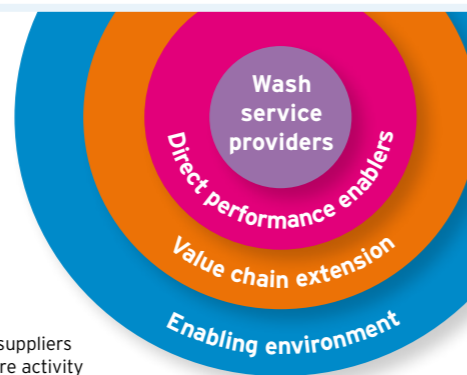 Wash
service
providers
Direct performance enablers
Value chain extension
Enabling environment
suppliers
re activity